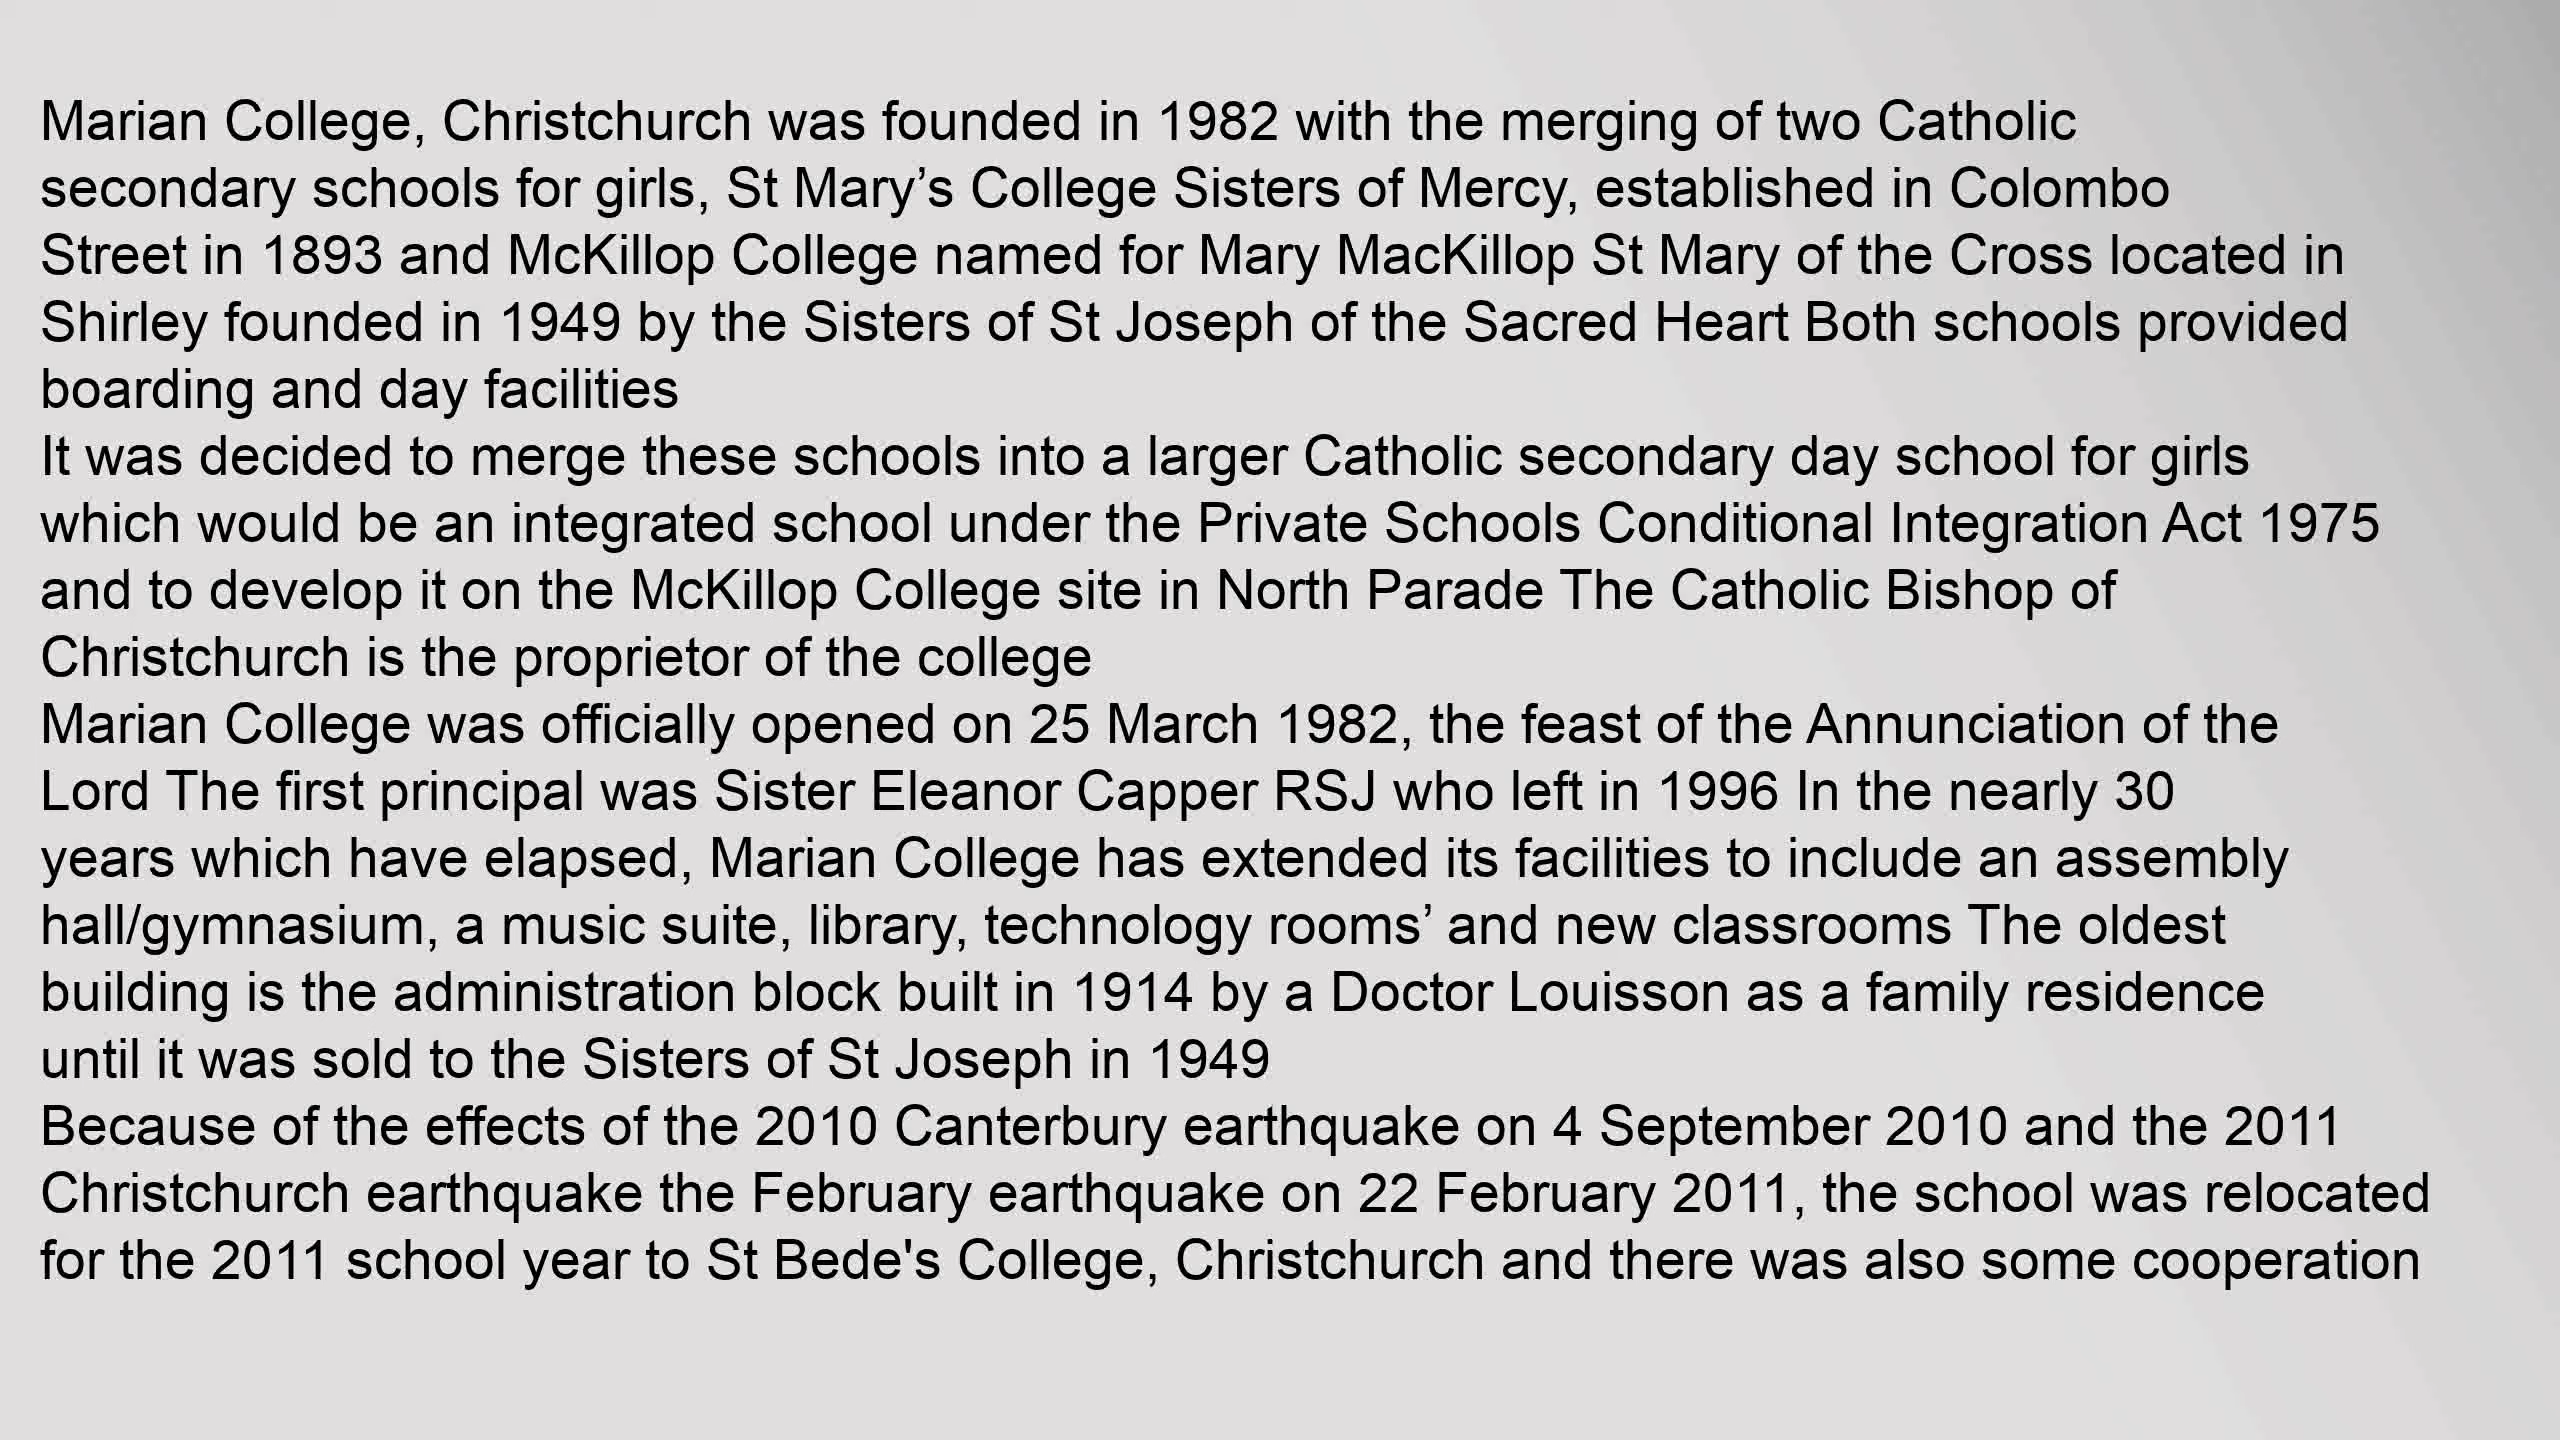 Marian College, Christchurch was founded in 1982 with the merging of two Catholic
secondary schools for girls, St Mary’s College Sisters of Mercy, established in Colombo
Street in 1893 and McKillop College named for Mary MacKillop St Mary of the Cross located in
Shirley founded in 1949 by the Sisters of St Joseph of the Sacred Heart Both schools provided
boarding and day facilities
It was decided to merge these schools into a larger Catholic secondary day school for girls
which would be an integrated school under the Private Schools Conditional Integration Act 1975
and to develop it on the McKillop College site in North Parade The Catholic Bishop of
Christchurch is the proprietor of the college
Marian College was officially opened on 25 March 1982, the feast of the Annunciation of the
Lord The first principal was Sister Eleanor Capper RSJ who left in 1996 In the nearly 30
years which have elapsed, Marian College has extended its facilities to include an assembly
hall/gymnasium, a music suite, library, technology rooms’ and new classrooms The oldest
building is the administration block built in 1914 by a Doctor Louisson as a family residence
until it was sold to the Sisters of St Joseph in 1949
Because of the effects of the 2010 Canterbury earthquake on 4 September 2010 and the 2011
Christchurch earthquake the February earthquake on 22 February 2011, the school was relocated
for the 2011 school year to St Bede's College, Christchurch and there was also some cooperation